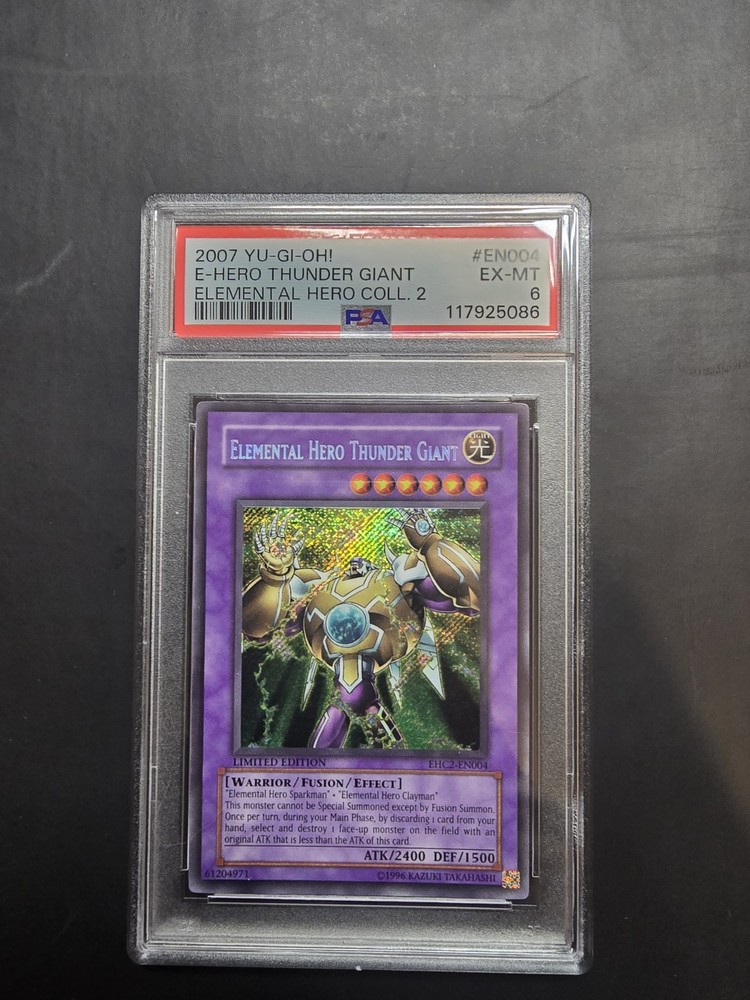 2007 YU-GI-OH! #EN004
E-HERO THUNDER GIANT EX-MT
ELEMENTAL HERO COLL. 2 6
PSA 117925086
ELEMENTAL HERO THUNDER GIANT
LIGHT
光
LIMITED EDITION EHC2-EN004
[WARRIOR/FUSION/EFFECT]
"Elemental Hero Sparkman" • "Elemental Hero Clayman"
This monster cannot be Special Summoned except by Fusion Summon.
Once per turn, during your Main Phase, by discarding 1 card from your
hand, select and destroy 1 face-up monster on the field with an
original ATK that is less than the ATK of this card.
ATK/2400 DEF/1500
61204971 ©1996 KAZUKI TAKAHASHI